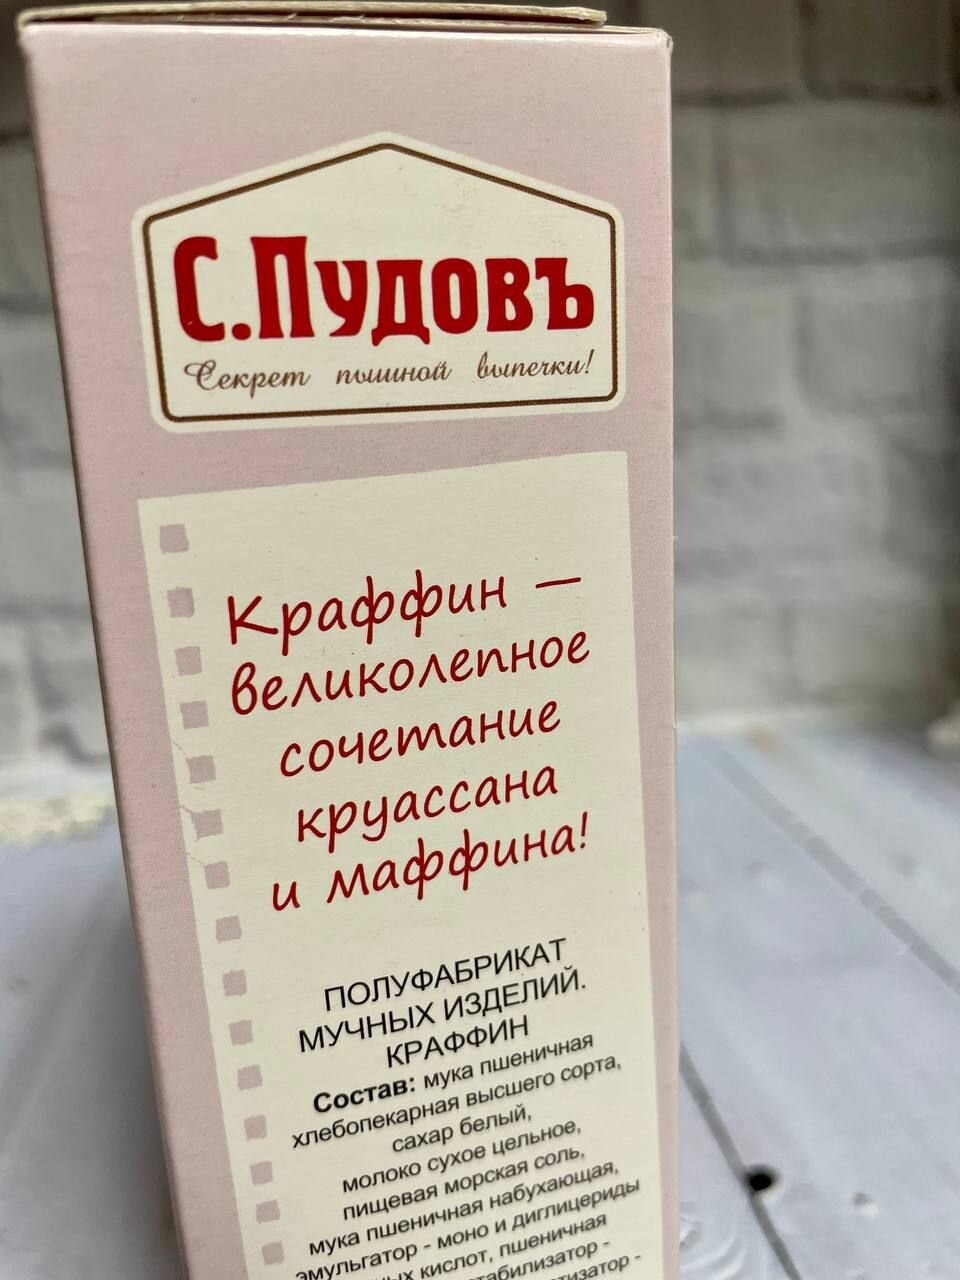 С.Пудовъ
Секрет пышной выпечки!
Краффин —
великолепное
сочетание
круассана
и маффина!
ПОЛУФАБРИКАТ
МУЧНЫХ ИЗДЕЛИЙ.
КРАФФИН
Состав: мука пшеничная
хлебопекарная высшего сорта,
сахар белый,
молоко сухое цельное,
пищевая морская соль,
мука пшеничная набухающая,
эмульгатор - моно и диглицериды
кислот, пшеничная